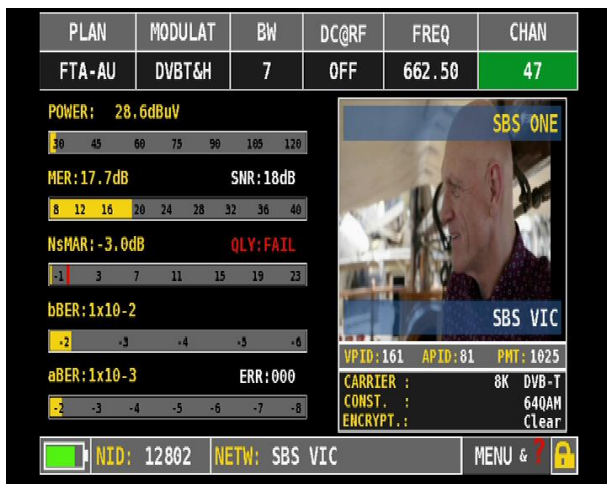 PLAN MODULAT BW DC@RF FREQ CHAN
FTA-AU DVBT&H 7 OFF 662.50 47
POWER: 28.6dBuV
30 45 60 75 90 105 120
MER:17.7dB SNR:18dB
8 12 16 20 24 28 32 36 40
NsMAR:-3.0dB QLY:FAIL
-1 3 7 11 15 19 23
bBER:1x10-2
-2 -3 -4 -5 -6
aBER:1x10-3 ERR:000
-2 -3 -4 -5 -6 -7 -8
SBS ONE
SBS VIC
VPID:161 APID:81 PMT:1025
CARRIER : 8K DVB-T
CONST. : 64QAM
ENCRYPT.: Clear
NID: 12802 NETW: SBS VIC MENU & ?